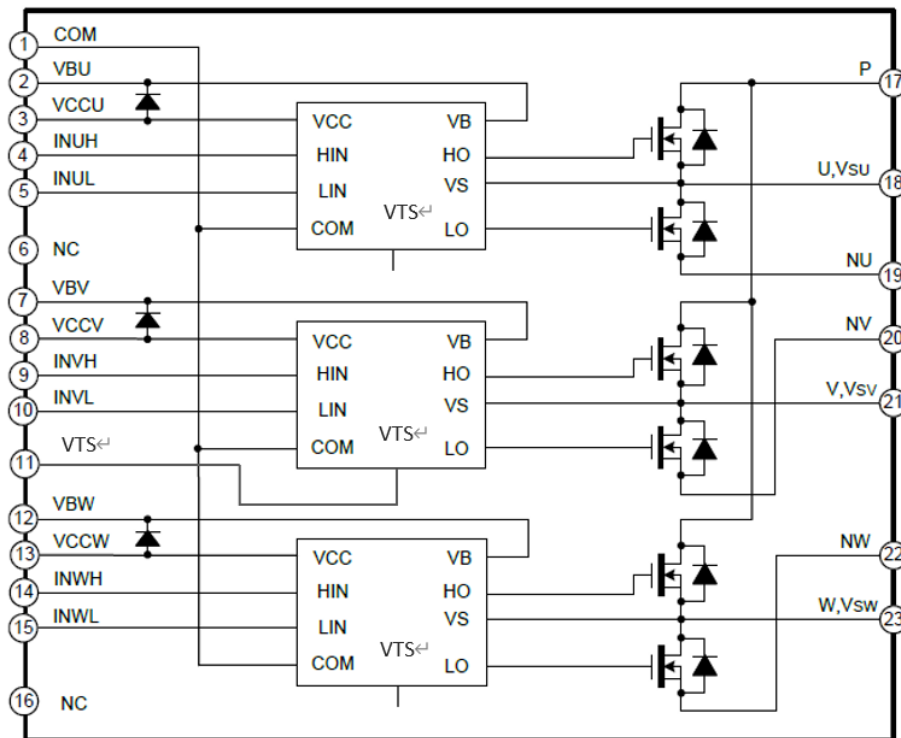 1 COM
2 VBU
3 VCCU
4 INUH
5 INUL
6 NC
7 VBV
8 VCCV
9 INVH
10 INVL
11 VTS↵
12 VBW
13 VCCW
14 INWH
15 INWL
16 NC
VCC VB
HIN HO
LIN VS
VTS↵
COM LO
VCC VB
HIN HO
LIN VS
VTS↵
COM LO
VCC VB
HIN HO
LIN VS
VTS↵
COM LO
P 17
U,VSU 18
NU 19
NV 20
V,VSV 21
NW 22
W,VSW 23